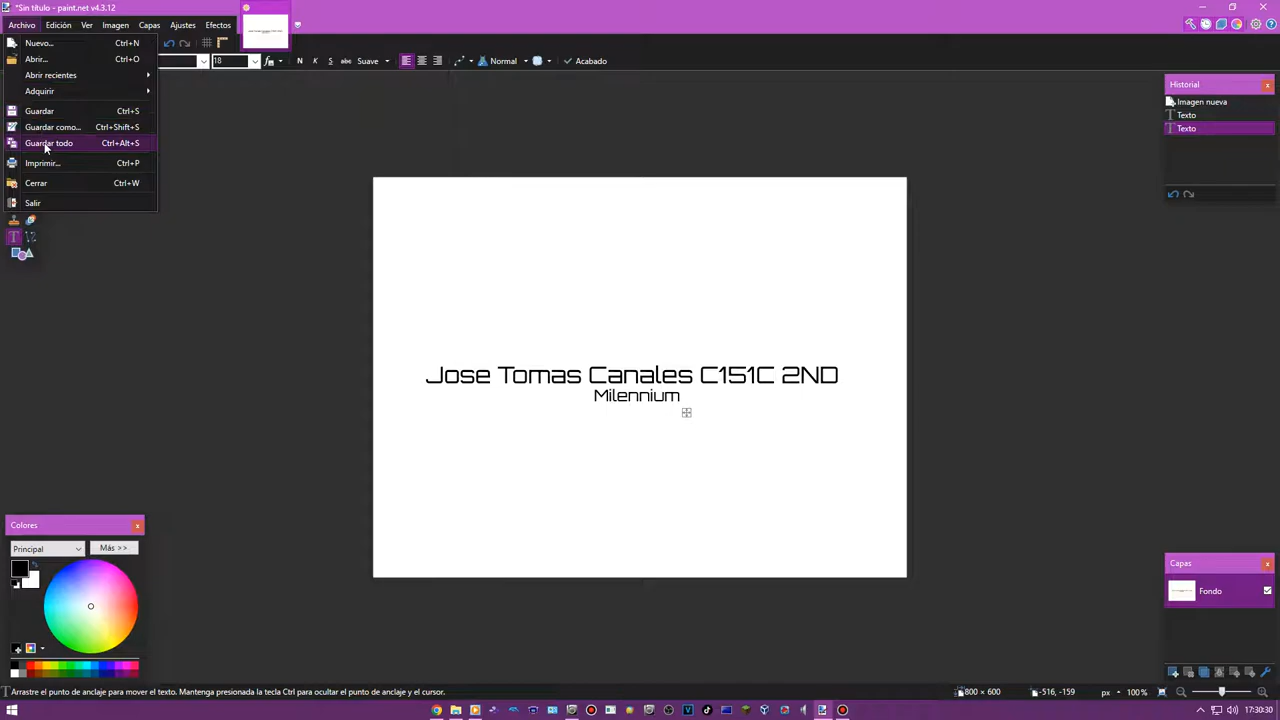 *Sin título - paint.net v4.3.12
Archivo Edición Ver Imagen Capas Ajustes Efectos
Nuevo... Ctrl+N
Abrir... Ctrl+O
Abrir recientes
Adquirir
Guardar Ctrl+S
Guardar como... Ctrl+Shift+S
Guardar todo Ctrl+Alt+S
Imprimir... Ctrl+P
Cerrar Ctrl+W
Salir
18 N K S abc Suave Normal Acabado
Historial
Imagen nueva
Texto
Texto
Jose Tomas Canales C151C 2ND
Milennium
Colores
Principal Más >>
Capas
Fondo
Arrastre el punto de anclaje para mover el texto. Mantenga presionada la tecla Ctrl para ocultar el punto de anclaje y el cursor.
800 × 600 -516, -159 px 100 %
17:30:30